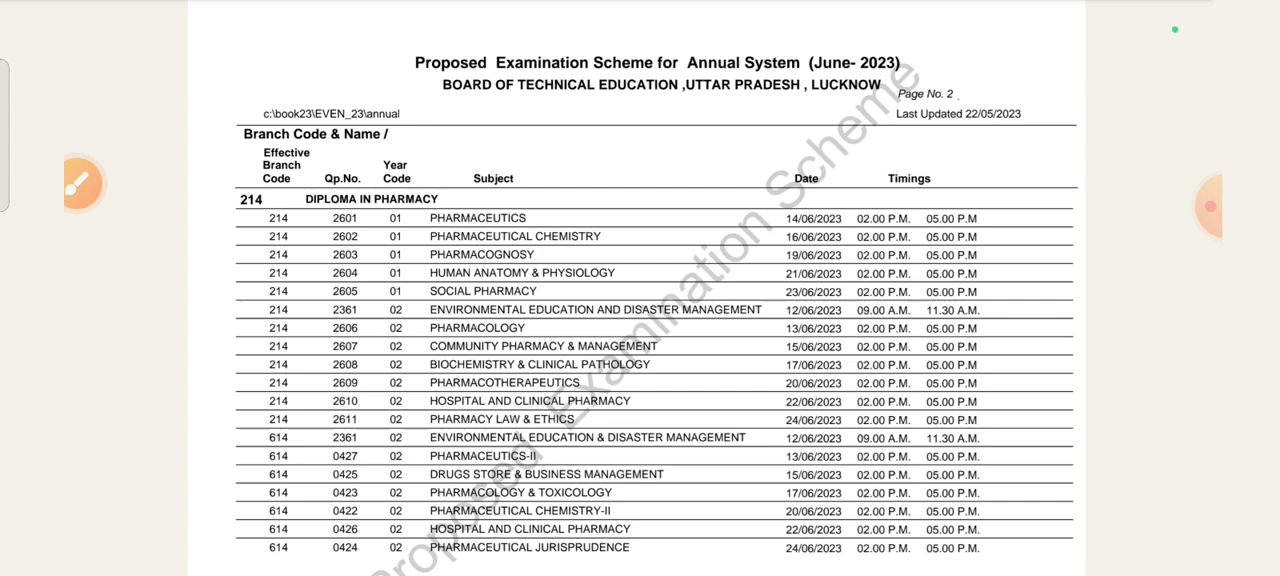 Proposed Examination Scheme for Annual System (June- 2023)
BOARD OF TECHNICAL EDUCATION ,UTTAR PRADESH , LUCKNOW
Page No. 2
c:\book23\EVEN_23\annual Last Updated 22/05/2023
Branch Code & Name /
Effective Branch Code Qp.No. Year Code Subject Date Timings
214 DIPLOMA IN PHARMACY
214 2601 01 PHARMACEUTICS 14/06/2023 02.00 P.M. 05.00 P.M
214 2602 01 PHARMACEUTICAL CHEMISTRY 16/06/2023 02.00 P.M. 05.00 P.M
214 2603 01 PHARMACOGNOSY 19/06/2023 02.00 P.M. 05.00 P.M
214 2604 01 HUMAN ANATOMY & PHYSIOLOGY 21/06/2023 02.00 P.M. 05.00 P.M
214 2605 01 SOCIAL PHARMACY 23/06/2023 02.00 P.M. 05.00 P.M
214 2361 02 ENVIRONMENTAL EDUCATION AND DISASTER MANAGEMENT 12/06/2023 09.00 A.M. 11.30 A.M.
214 2606 02 PHARMACOLOGY 13/06/2023 02.00 P.M. 05.00 P.M
214 2607 02 COMMUNITY PHARMACY & MANAGEMENT 15/06/2023 02.00 P.M. 05.00 P.M
214 2608 02 BIOCHEMISTRY & CLINICAL PATHOLOGY 17/06/2023 02.00 P.M. 05.00 P.M
214 2609 02 PHARMACOTHERAPEUTICS 20/06/2023 02.00 P.M. 05.00 P.M
214 2610 02 HOSPITAL AND CLINICAL PHARMACY 22/06/2023 02.00 P.M. 05.00 P.M
214 2611 02 PHARMACY LAW & ETHICS 24/06/2023 02.00 P.M. 05.00 P.M
614 2361 02 ENVIRONMENTAL EDUCATION & DISASTER MANAGEMENT 12/06/2023 09.00 A.M. 11.30 A.M.
614 0427 02 PHARMACEUTICS-II 13/06/2023 02.00 P.M. 05.00 P.M.
614 0425 02 DRUGS STORE & BUSINESS MANAGEMENT 15/06/2023 02.00 P.M. 05.00 P.M.
614 0423 02 PHARMACOLOGY & TOXICOLOGY 17/06/2023 02.00 P.M. 05.00 P.M.
614 0422 02 PHARMACEUTICAL CHEMISTRY-II 20/06/2023 02.00 P.M. 05.00 P.M.
614 0426 02 HOSPITAL AND CLINICAL PHARMACY 22/06/2023 02.00 P.M. 05.00 P.M.
614 0424 02 PHARMACEUTICAL JURISPRUDENCE 24/06/2023 02.00 P.M. 05.00 P.M.
Proposed Examination Scheme